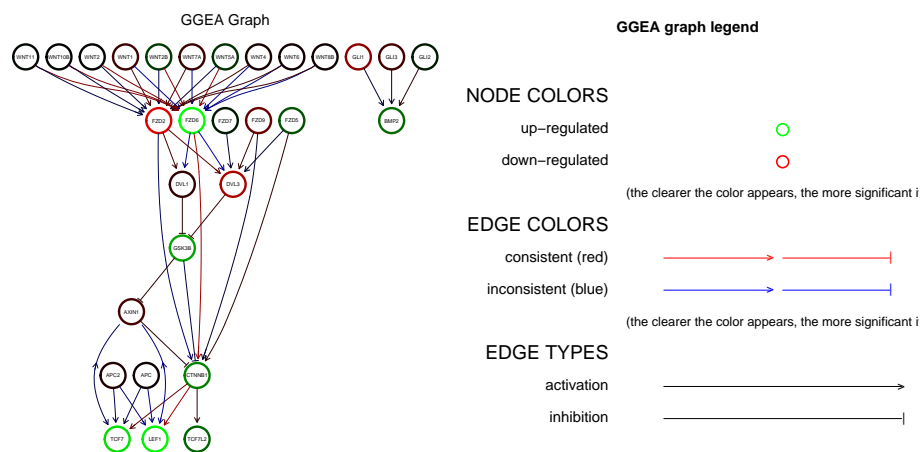 GGEA Graph
WNT11 WNT10B WNT2 WNT1 WNT2B WNT7A WNT5A WNT4 WNT6 WNT8B GLI1 GLI3 GLI2
FZD2 FZD6 FZD7 FZD9 FZD5 BMP2
DVL1 DVL3
GSK3B
AXIN1
APC2 APC CTNNB1
TCF7 LEF1 TCF7L2
GGEA graph legend
NODE COLORS
up−regulated
down−regulated
(the clearer the color appears, the more significant i
EDGE COLORS
consistent (red)
inconsistent (blue)
(the clearer the color appears, the more significant i
EDGE TYPES
activation
inhibition